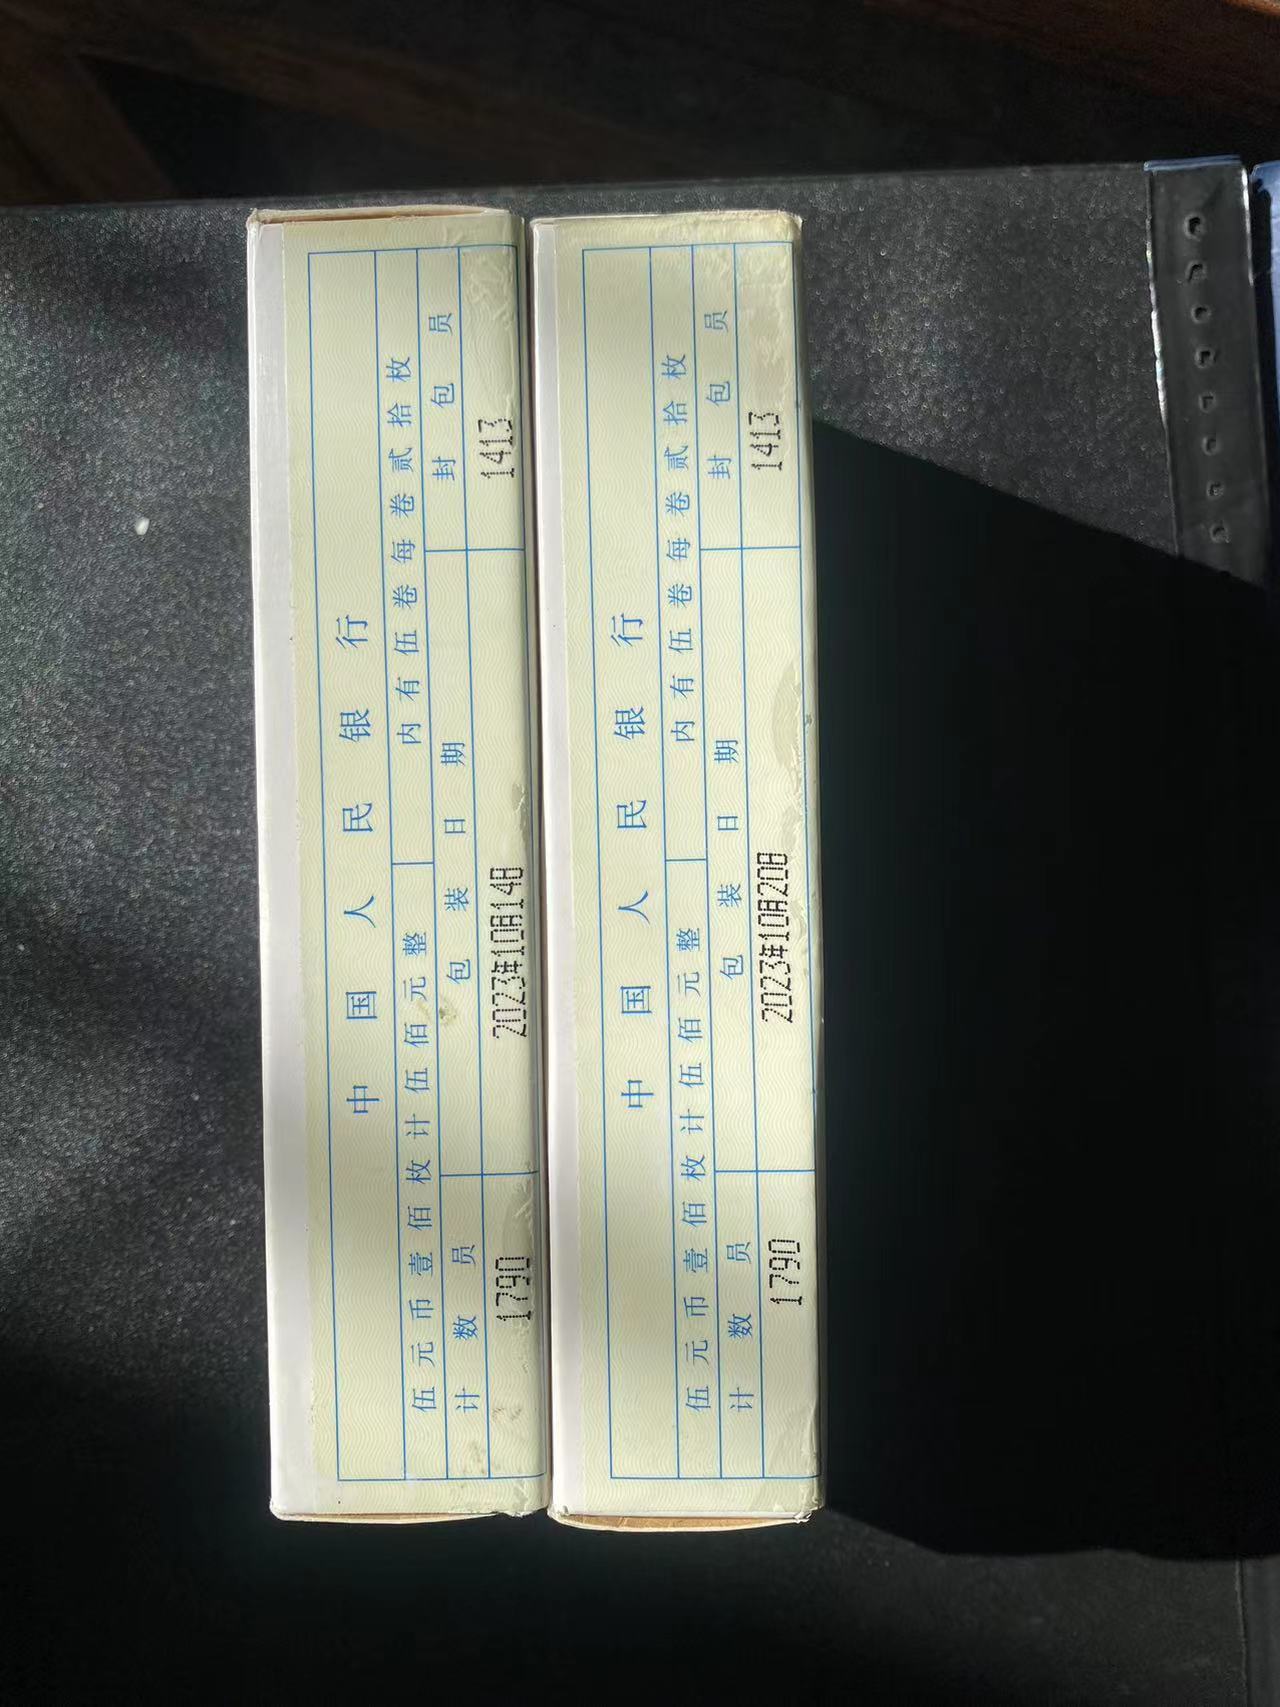 中国人民银行
伍元币壹佰枚计伍佰元整 内有伍卷每卷贰拾枚
计数员 包装日期 封包员
1790 2023年10月14日 1413
中国人民银行
伍元币壹佰枚计伍佰元整 内有伍卷每卷贰拾枚
计数员 包装日期 封包员
1790 2023年10月20日 1413